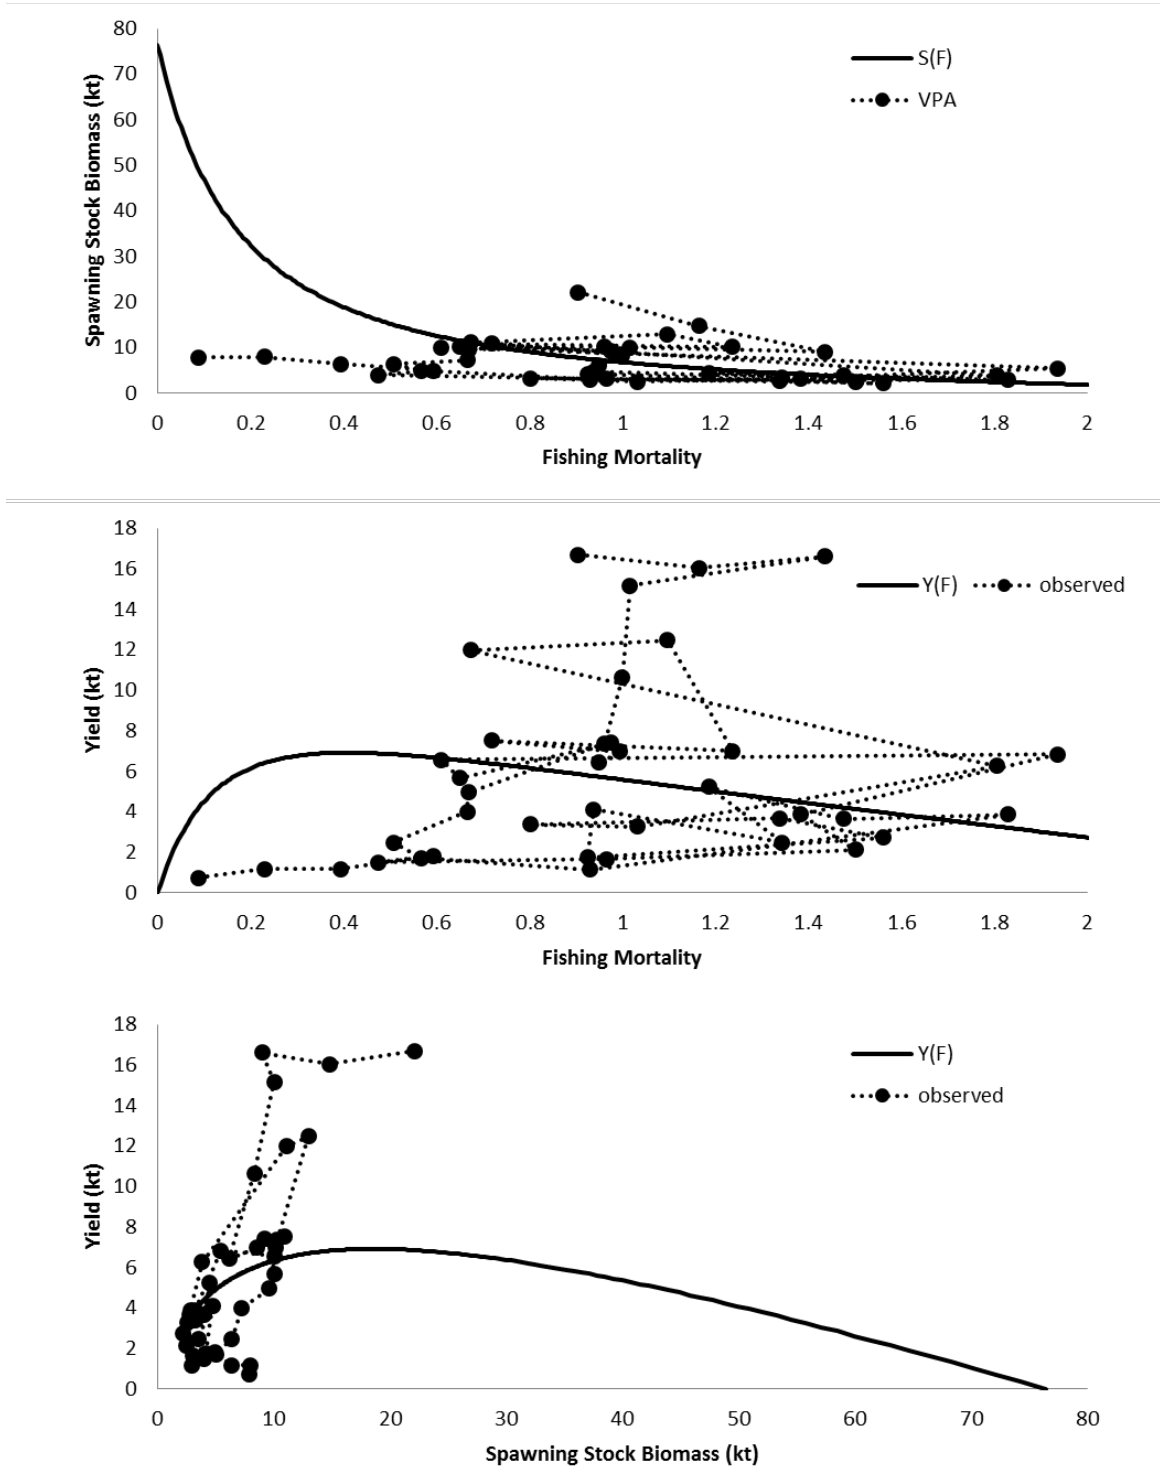 80
70
60
50
40
30
20
10
0
Spawning Stock Biomass (kt)
S(F)
VPA
0 0.2 0.4 0.6 0.8 1 1.2 1.4 1.6 1.8 2
Fishing Mortality
18
16
14
12
10
8
6
4
2
0
Yield (kt)
Y(F) observed
0 0.2 0.4 0.6 0.8 1 1.2 1.4 1.6 1.8 2
Fishing Mortality
18
16
14
12
10
8
6
4
2
0
Yield (kt)
Y(F)
observed
0 10 20 30 40 50 60 70 80
Spawning Stock Biomass (kt)